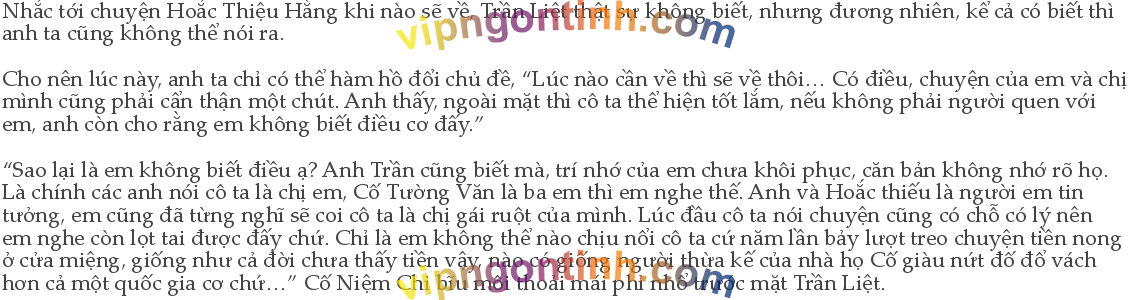 Nhắc tới chuyện Hoắc Thiệu Hằng khi nào sẽ về, Trần Liệt thật sự không biết, nhưng đương nhiên, kể cả có biết thì
anh ta cũng không thể nói ra.
Cho nên lúc này, anh ta chỉ có thể hàm hồ đổi chủ đề, “Lúc nào cần về thì sẽ về thôi… Có điều, chuyện của em và chị
mình cũng phải cẩn thận một chút. Anh thấy, ngoài mặt thì cô ta thể hiện tốt lắm, nếu không phải người quen với
em, anh còn cho rằng em không biết điều cơ đấy.”
“Sao lại là em không biết điều ạ? Anh Trần cũng biết mà, trí nhớ của em chưa khôi phục, căn bản không nhớ rõ họ.
Là chính các anh nói cô ta là chị em, Cố Tường Văn là ba em thì em nghe thế. Anh và Hoắc thiếu là người em tin
tưởng, em cũng đã từng nghĩ sẽ coi cô ta là chị gái ruột của mình. Lúc đầu cô ta nói chuyện cũng có chỗ có lý nên
em nghe còn lọt tai được đấy chứ. Chỉ là em không thể nào chịu nổi cô ta cứ năm lần bảy lượt treo chuyện tiền nong
ở cửa miệng, giống như cả đời chưa thấy tiền vậy, nào có giống người thừa kế của nhà họ Cố giàu nứt đố đổ vách
hơn cả một quốc gia cơ chứ…” Cố Niệm Chi bĩu môi thoải mái phỉ nhổ trước mặt Trần Liệt.
vipngontinh.com
vipngontinh.com